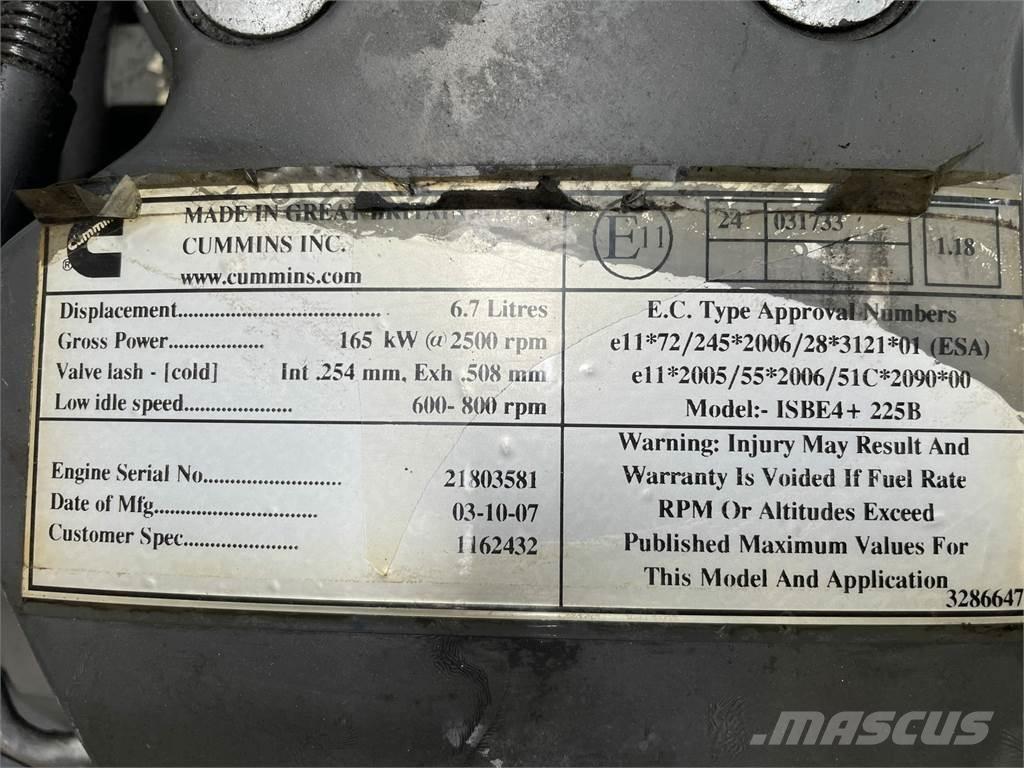 Cummins
®
MADE IN GREAT BRITAIN
CUMMINS INC.
www.cummins.com
E11
24 031733
1.18
Displacement.................................... 6.7 Litres
Gross Power................ 165 kW @ 2500 rpm
Valve lash - [cold] Int .254 mm, Exh .508 mm
Low idle speed.................... 600- 800 rpm
E.C. Type Approval Numbers
e11*72/245*2006/28*3121*01 (ESA)
e11*2005/55*2006/51C*2090*00
Model:- ISBE4+ 225B
Engine Serial No......................... 21803581
Date of Mfg.............................. 03-10-07
Customer Spec..................... 1162432
Warning: Injury May Result And
Warranty Is Voided If Fuel Rate
RPM Or Altitudes Exceed
Published Maximum Values For
This Model And Application
3286647
MASCUS